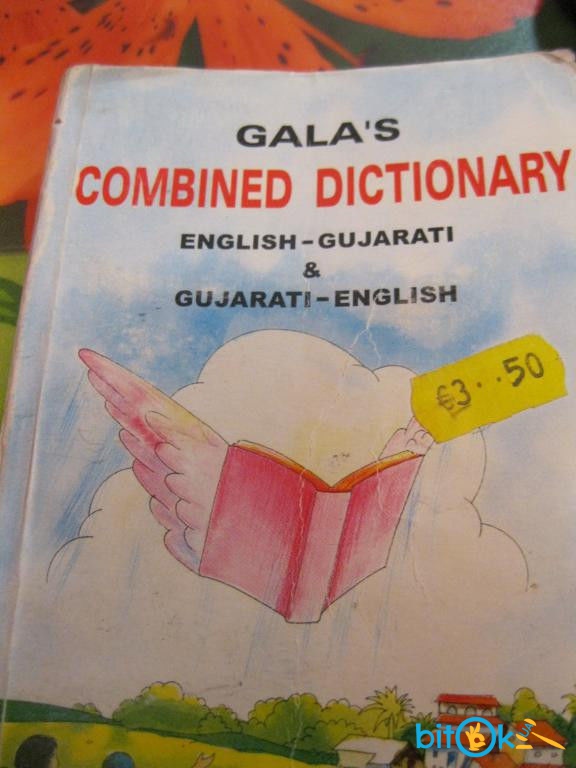 GALA'S
COMBINED DICTIONARY
ENGLISH-GUJARATI
&
GUJARATI-ENGLISH
€3..50
bitOk